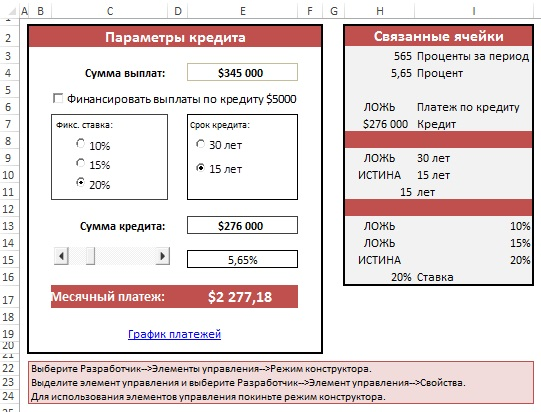 A B C D E F G H I
2 Параметры кредита Связанные ячейки
3 565 Проценты за период
4 Сумма выплат: $345 000 5,65 Процент
5
6 Финансировать выплаты по кредиту $5000 ЛОЖЬ Платеж по кредиту
7 Фикс. ставка: Срок кредита: $276 000 Кредит
8 10% 30 лет
9 15% 15 лет ЛОЖЬ 30 лет
10 20% ИСТИНА 15 лет
11 15 лет
12
13 Сумма кредита: $276 000 ЛОЖЬ 10%
14 ЛОЖЬ 15%
15 5,65% ИСТИНА 20%
16 20% Ставка
17 Месячный платеж: $2 277,18
18
19 График платежей
20
21
22 Выберите Разработчик-->Элементы управления-->Режим конструктора.
23 Выделите элемент управления и выберите Разработчик-->Элемент управления-->Свойства.
24 Для использования элементов управления покиньте режим конструктора.